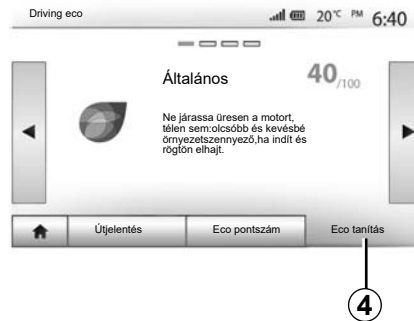 Driving eco
20°C PM 6:40
Általános
40/100
Ne járassa üresen a motort,
télen sem:olcsóbb és kevésbé
örnyezetszennyező,ha indít és
rögtön elhajt.
Útjelentés
Eco pontszám
Eco tanítás
4